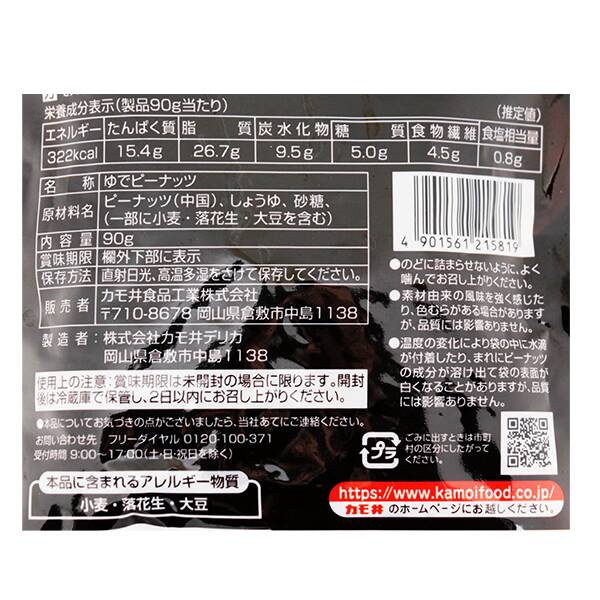 栄養成分表示(製品90g当たり) (推定値)
エネルギー たんぱく質 脂 質 炭水化物 糖 質 食物繊維 食塩相当量
322kcal 15.4g 26.7g 9.5g 5.0g 4.5g 0.8g
名 称 ゆでピーナッツ
原材料名 ピーナッツ(中国)、しょうゆ、砂糖、
(一部に小麦・落花生・大豆を含む)
内容量 90g
賞味期限 欄外下部に表示
保存方法 直射日光、高温多湿をさけて保存してください。
販売者 カモ井食品工業株式会社
〒710-8678 岡山県倉敷市中島1138
製造者: 株式会社カモ井デリカ
岡山県倉敷市中島1138
使用上の注意:賞味期限は未開封の場合に限ります。開封
後は冷蔵庫で保管し、2日以内にお召し上がりください。
●本品についてお気づきの点がございましたら、当社あてにご連絡ください。
お問い合わせ先 フリーダイヤル 0120-100-371
受付時間 9:00〜17:00(土・日・祝日を除く)
本品に含まれるアレルギー物質
小麦・落花生・大豆
4 901561 215819
●のどに詰まらせないように、よく
噛んでお召し上がりください。
●素材由来の風味を強く感じた
り、色むらがある場合があります
が、品質には影響ありません。
●温度の変化により袋の中に水滴
が付着したり、まれにピーナッツ
の成分が溶け出て袋の表面が
白くなることがありますが、品質
には影響ありません。
プラ
ごみに出すときは市町
村の区分にしたがって
ください。
https://www.kamoifood.co.jp/
カモ井のホームページにお越しください。